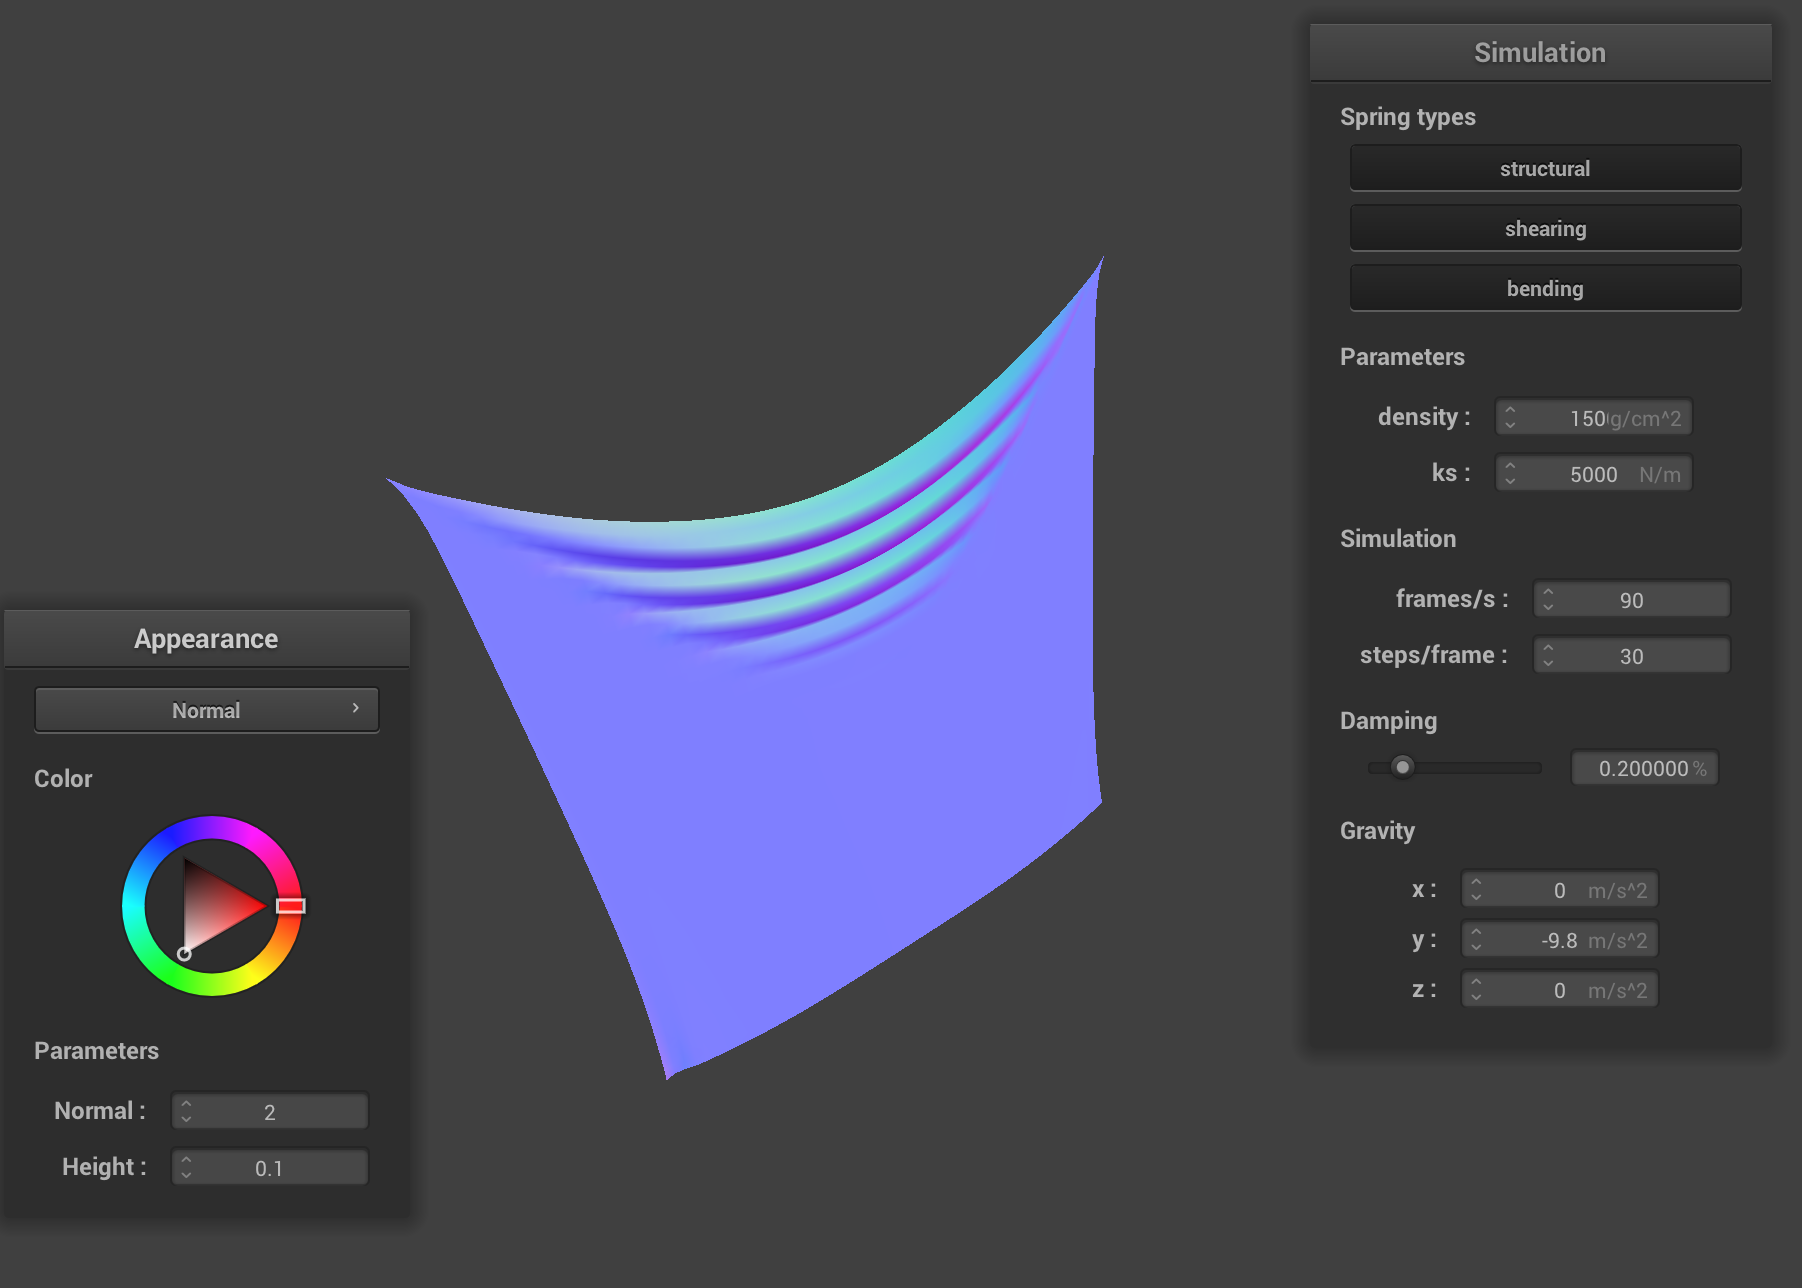 Simulation
Spring types
structural
shearing
bending
Parameters
density : 150 g/cm^2
ks : 5000 N/m
Simulation
frames/s : 90
steps/frame : 30
Damping
0.200000 %
Gravity
x : 0 m/s^2
y : -9.8 m/s^2
z : 0 m/s^2
Appearance
Normal
Color
Parameters
Normal : 2
Height : 0.1